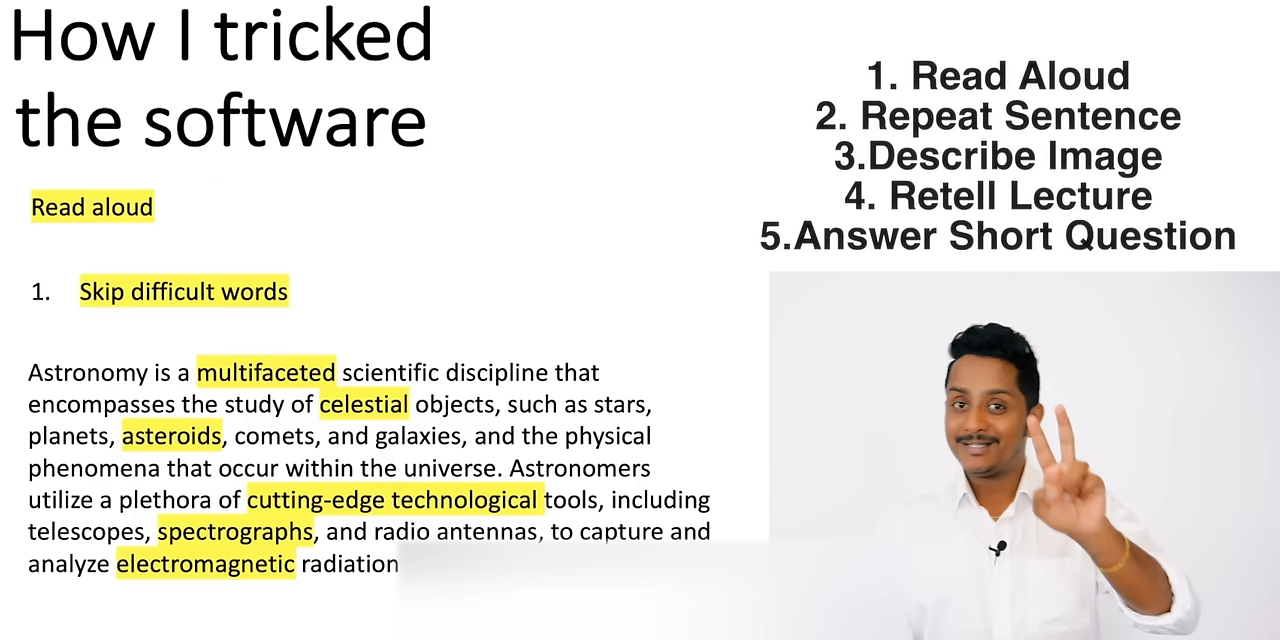 How I tricked
the software
Read aloud
1. Skip difficult words
Astronomy is a multifaceted scientific discipline that
encompasses the study of celestial objects, such as stars,
planets, asteroids, comets, and galaxies, and the physical
phenomena that occur within the universe. Astronomers
utilize a plethora of cutting-edge technological tools, including
telescopes, spectrographs, and radio antennas, to capture and
analyze electromagnetic radiation
1. Read Aloud
2. Repeat Sentence
3.Describe Image
4. Retell Lecture
5.Answer Short Question